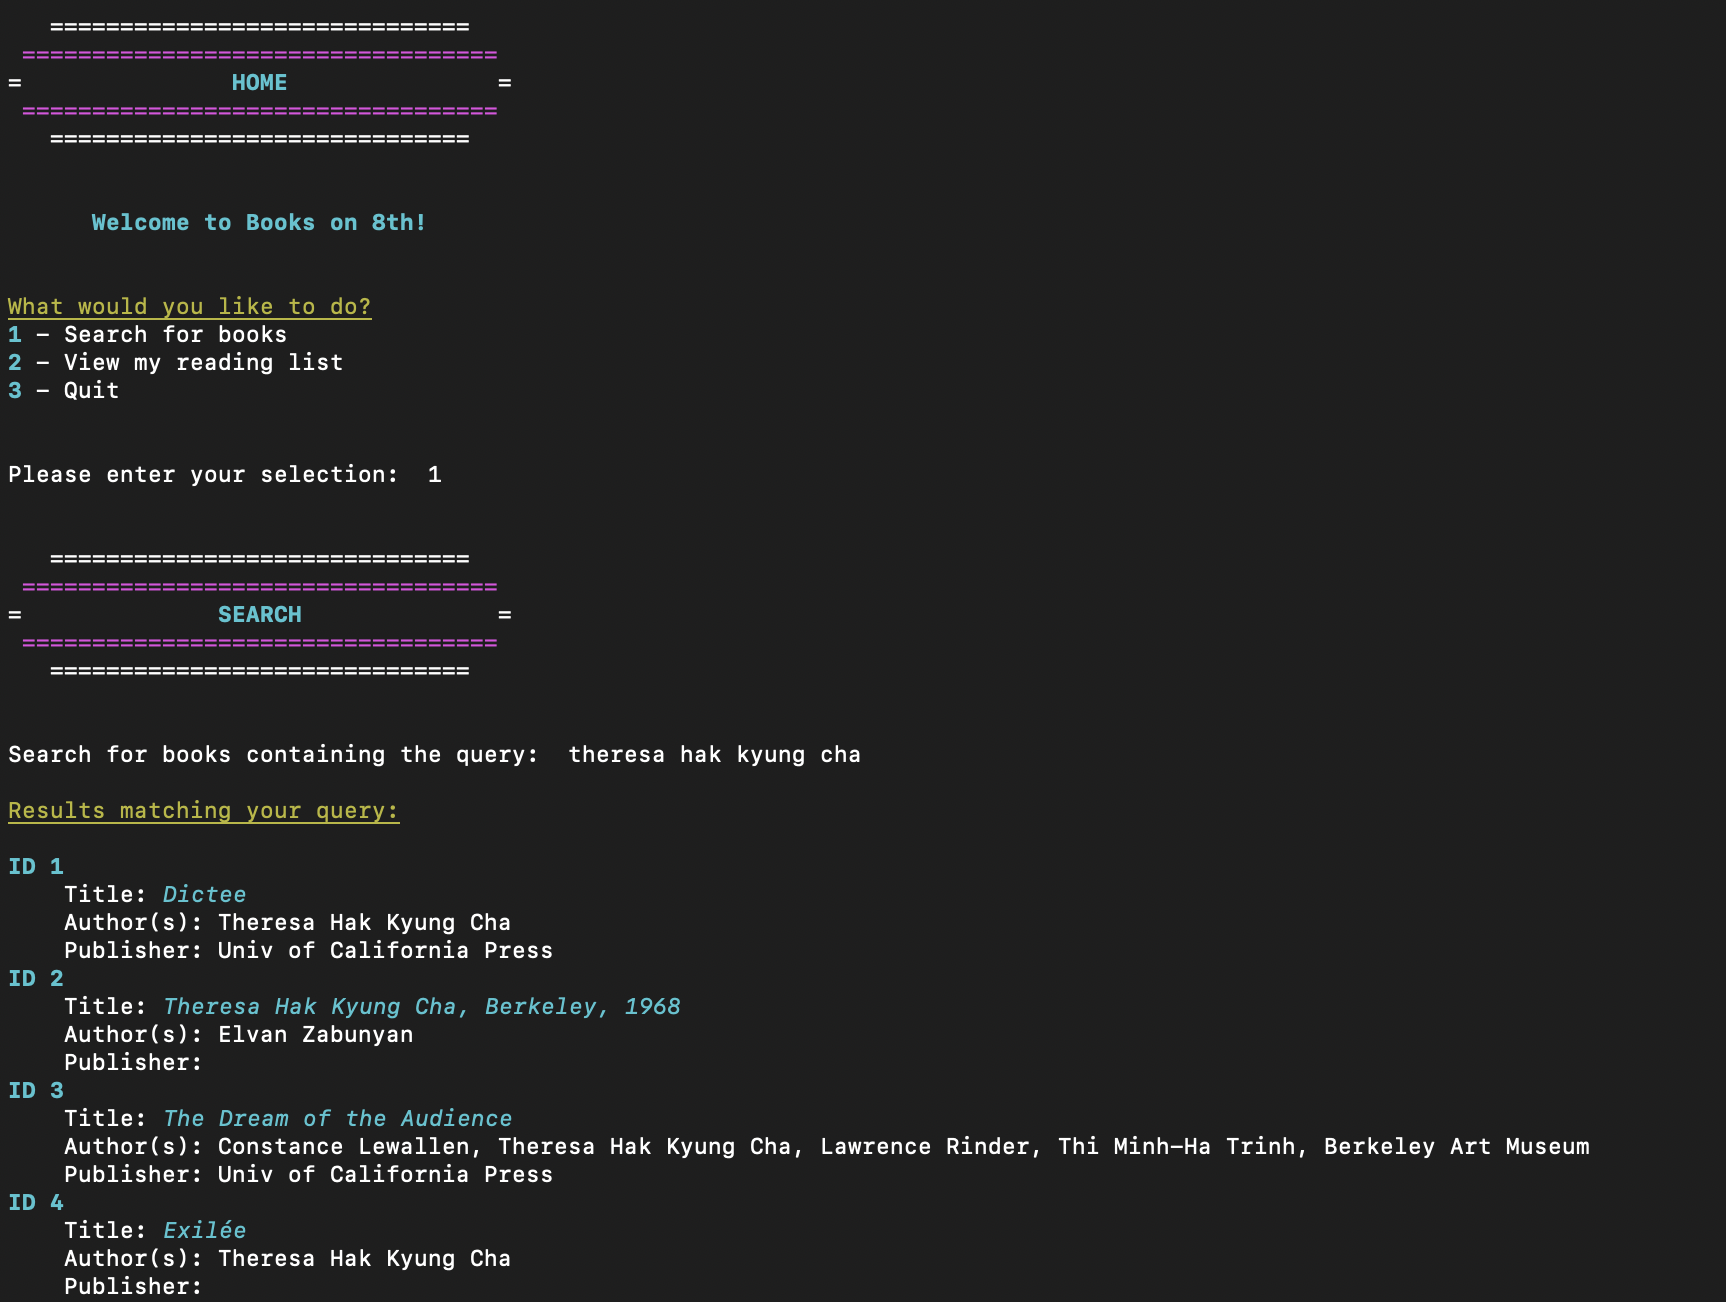 ==============================
==================================
= HOME =
==================================
==============================
Welcome to Books on 8th!
What would you like to do?
1 – Search for books
2 – View my reading list
3 – Quit
Please enter your selection:  1
==============================
==================================
= SEARCH =
==================================
==============================
Search for books containing the query:  theresa hak kyung cha
Results matching your query:
ID 1
Title: Dictee
Author(s): Theresa Hak Kyung Cha
Publisher: Univ of California Press
ID 2
Title: Theresa Hak Kyung Cha, Berkeley, 1968
Author(s): Elvan Zabunyan
Publisher:
ID 3
Title: The Dream of the Audience
Author(s): Constance Lewallen, Theresa Hak Kyung Cha, Lawrence Rinder, Thi Minh-Ha Trinh, Berkeley Art Museum
Publisher: Univ of California Press
ID 4
Title: Exilée
Author(s): Theresa Hak Kyung Cha
Publisher: